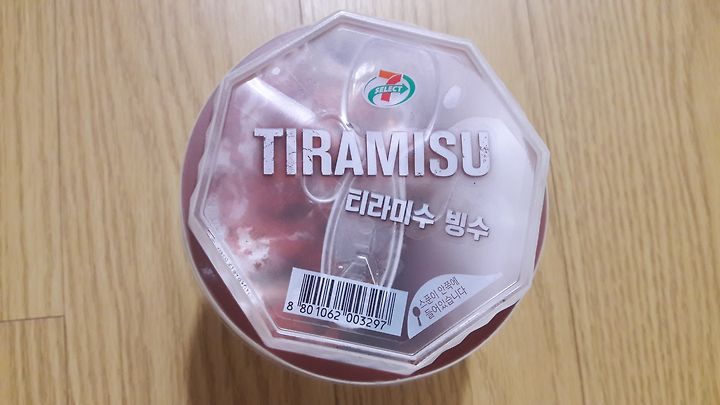 7
SELECT
TIRAMISU
티라미수 빙수
8 801062 003297
스푼이 안쪽에
들어있습니다